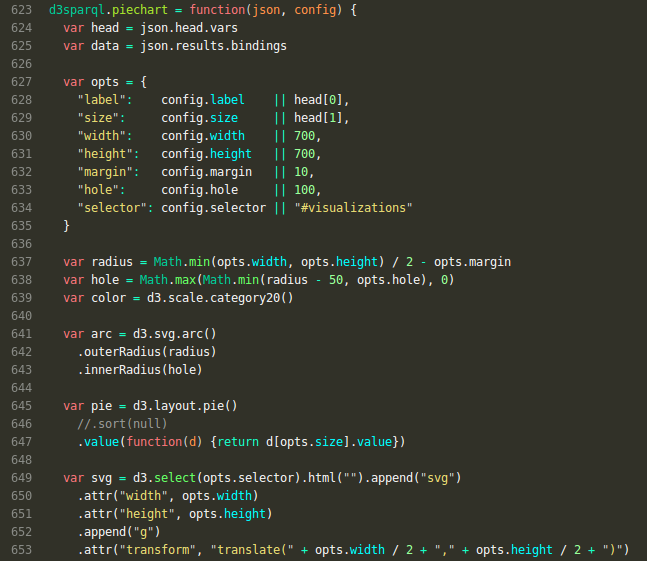 623 d3sparql.piechart = function(json, config) {
624   var head = json.head.vars
625   var data = json.results.bindings
626
627   var opts = {
628     "label":    config.label    || head[0],
629     "size":     config.size     || head[1],
630     "width":    config.width    || 700,
631     "height":   config.height   || 700,
632     "margin":   config.margin   || 10,
633     "hole":     config.hole     || 100,
634     "selector": config.selector || "#visualizations"
635   }
636
637   var radius = Math.min(opts.width, opts.height) / 2 - opts.margin
638   var hole = Math.max(Math.min(radius - 50, opts.hole), 0)
639   var color = d3.scale.category20()
640
641   var arc = d3.svg.arc()
642     .outerRadius(radius)
643     .innerRadius(hole)
644
645   var pie = d3.layout.pie()
646     //.sort(null)
647     .value(function(d) {return d[opts.size].value})
648
649   var svg = d3.select(opts.selector).html("").append("svg")
650     .attr("width", opts.width)
651     .attr("height", opts.height)
652     .append("g")
653     .attr("transform", "translate(" + opts.width / 2 + "," + opts.height / 2 + ")")